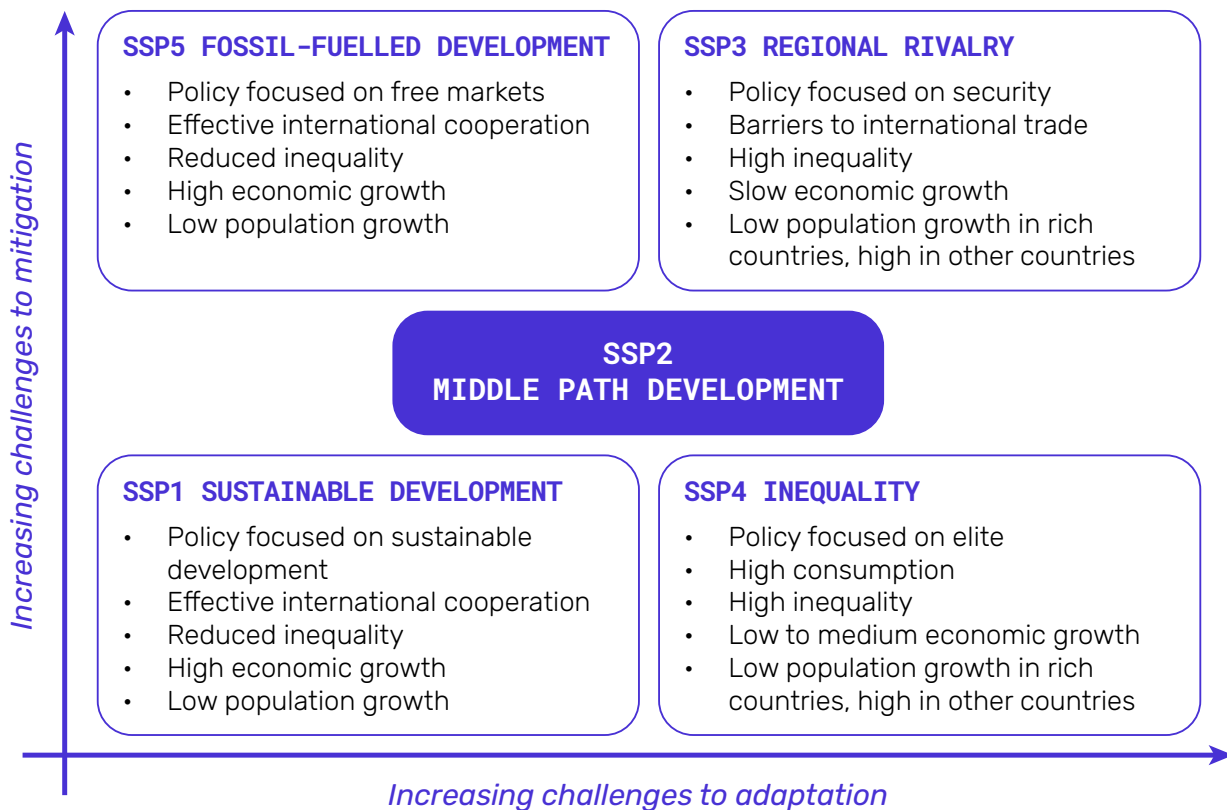 Increasing challenges to mitigation
SSP5 FOSSIL-FUELLED DEVELOPMENT
• Policy focused on free markets
• Effective international cooperation
• Reduced inequality
• High economic growth
• Low population growth
SSP3 REGIONAL RIVALRY
• Policy focused on security
• Barriers to international trade
• High inequality
• Slow economic growth
• Low population growth in rich
countries, high in other countries
SSP2
MIDDLE PATH DEVELOPMENT
SSP1 SUSTAINABLE DEVELOPMENT
• Policy focused on sustainable
development
• Effective international cooperation
• Reduced inequality
• High economic growth
• Low population growth
SSP4 INEQUALITY
• Policy focused on elite
• High consumption
• High inequality
• Low to medium economic growth
• Low population growth in rich
countries, high in other countries
Increasing challenges to adaptation